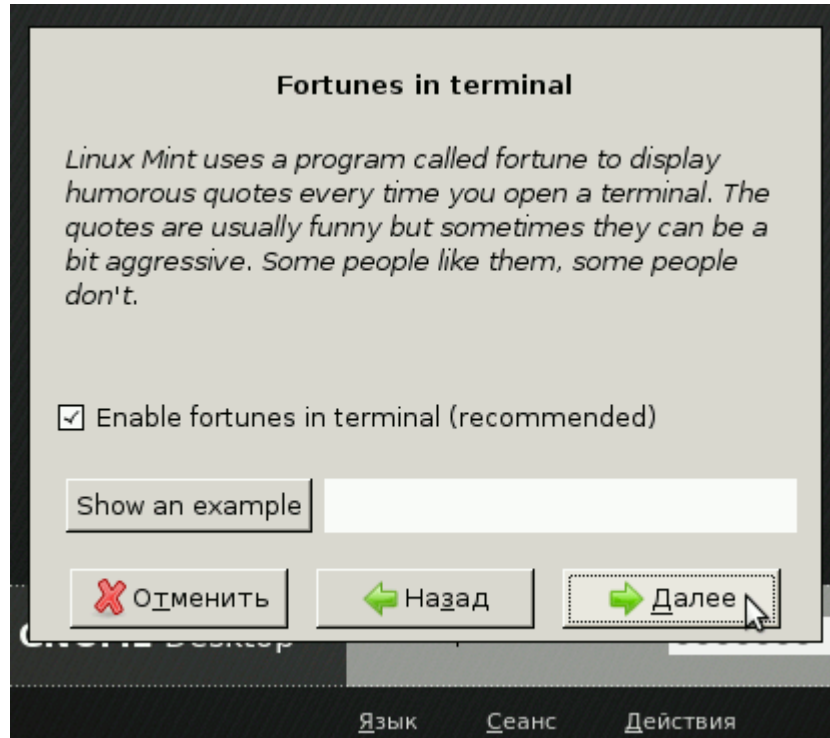 Fortunes in terminal
Linux Mint uses a program called fortune to display
humorous quotes every time you open a terminal. The
quotes are usually funny but sometimes they can be a
bit aggressive. Some people like them, some people
don't.
Enable fortunes in terminal (recommended)
Show an example
Отменить Назад Далее
GNOME Desktop
Язык Сеанс Действия